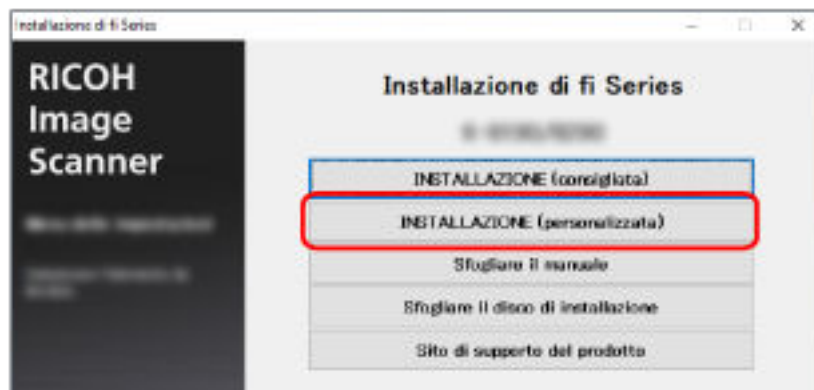 Installazione di fi Series
RICOH
Image
Scanner
Installazione di fi Series
INSTALLAZIONE (consigliata)
INSTALLAZIONE (personalizzata)
Sfogliare il manuale
Sfogliare il disco di installazione
Sito di supporto del prodotto